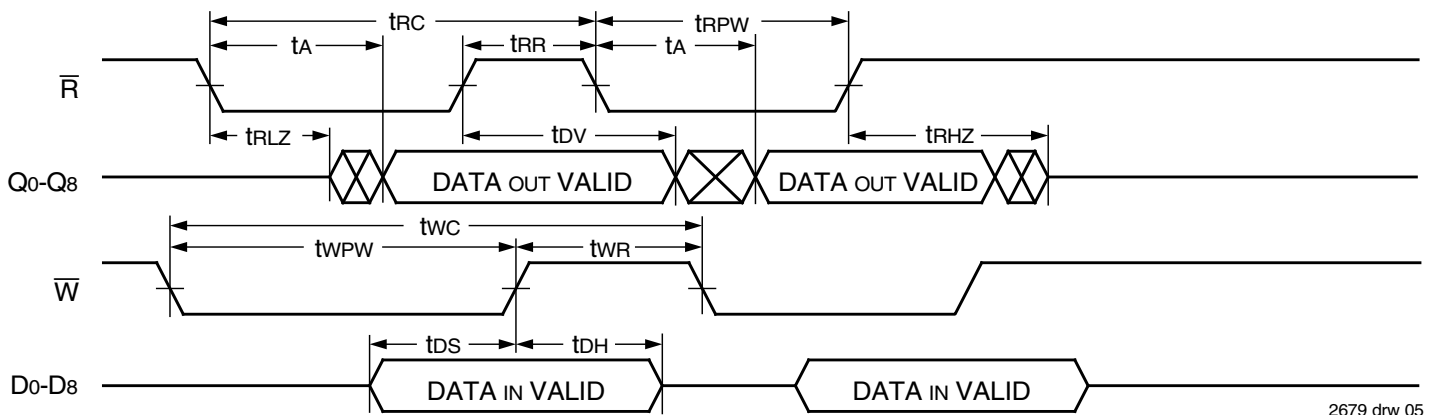 tRC tRPW
tA tRR tA
R̅
tRLZ tDV tRHZ
Q0-Q8 DATA OUT VALID DATA OUT VALID
tWC
tWPW tWR
W̅
tDS tDH
D0-D8 DATA IN VALID DATA IN VALID
2679 drw 05